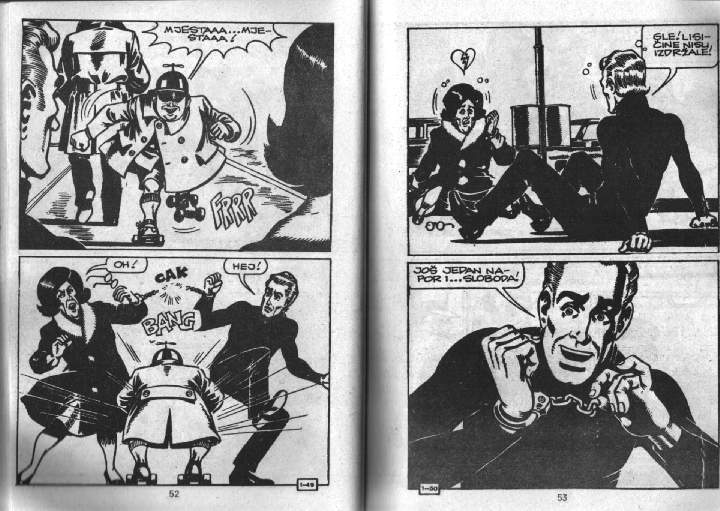 MJESTAAA...MJE-
STAAA!
FRRR
OH!
CAK
HEJ!
BANG
1-49
52
GLE! LISI-
ČINE NISU
IZDRŽALE!
JOŠ JEDAN NA-
POR I...SLOBODA!
1-50
53